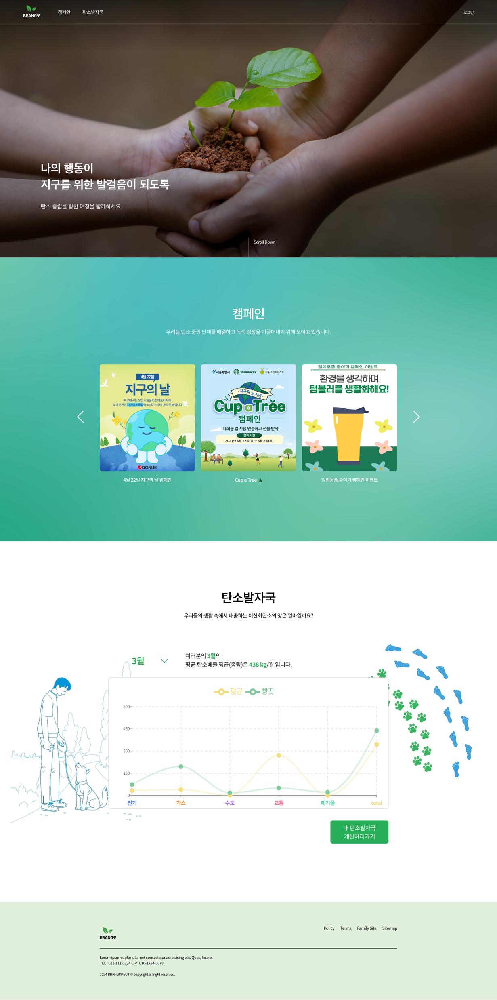 BBANG끗
캠페인
탄소발자국
로그인
나의 행동이
지구를 위한 발걸음이 되도록
탄소 중립을 향한 여정을 함께하세요.
Scroll Down
캠페인
우리는 탄소 중립 난제를 해결하고 녹색 성장을 이끌어내기 위해 모이고 있습니다.
4월 22일
지구의 날
지구에 사는 모든 사람들이 한마음이 되어
삶의 터전인 지구의 소중함을 되새기는 매우 뜻깊은 날입니다
DONUE
4월 22일 지구의 날 캠페인
서울특별시
STARBUCKS
서울그린트러스트
·지구의 날 기념·
Cup a Tree
캠페인
다회용 컵 사용 인증하고 선물 받자!
참여기간
2021년 4월 22일(목) ~ 5월 6일(목)
Cup a Tree
일회용품 줄이기 캠페인 이벤트
환경을 생각하며
텀블러를 생활화해요!
일회용품 줄이기 캠페인 이벤트
탄소발자국
우리들의 생활 속에서 배출하는 이산화탄소의 양은 얼마일까요?
3월
여러분의 3월의
평균 탄소배출 평균(총량)은 438 kg/월 입니다.
평균 빵끗
600
450
300
150
0
전기 가스 수도 교통 폐기물 total
내 탄소발자국
계산하러가기
BBANG끗
Policy Terms Family Site Sitemap
Lorem ipsum dolor sit amet consectetur adipisicing elit. Quas, facere.
TEL : 031-111-1234 C.P : 010-1234-5678
2024 BBANGKKEUT © copyright all right reserved.